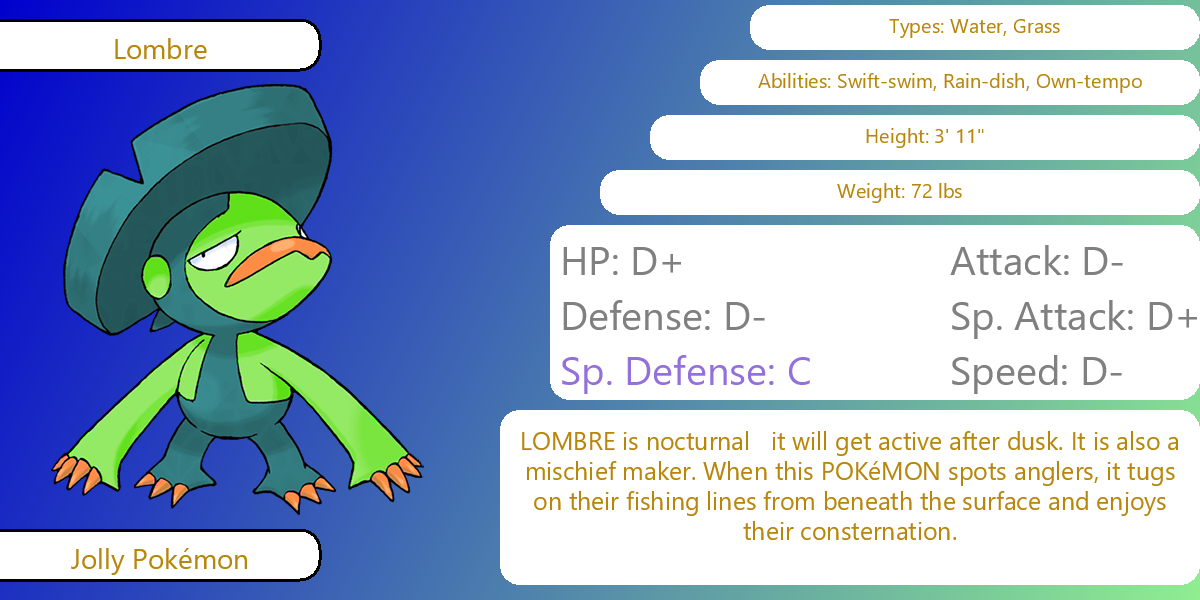 Lombre
Types: Water, Grass
Abilities: Swift-swim, Rain-dish, Own-tempo
Height: 3' 11"
Weight: 72 lbs
HP: D+ Attack: D-
Defense: D- Sp. Attack: D+
Sp. Defense: C Speed: D-
LOMBRE is nocturnal   it will get active after dusk. It is also a
mischief maker. When this POKéMON spots anglers, it tugs
on their fishing lines from beneath the surface and enjoys
their consternation.
Jolly Pokémon